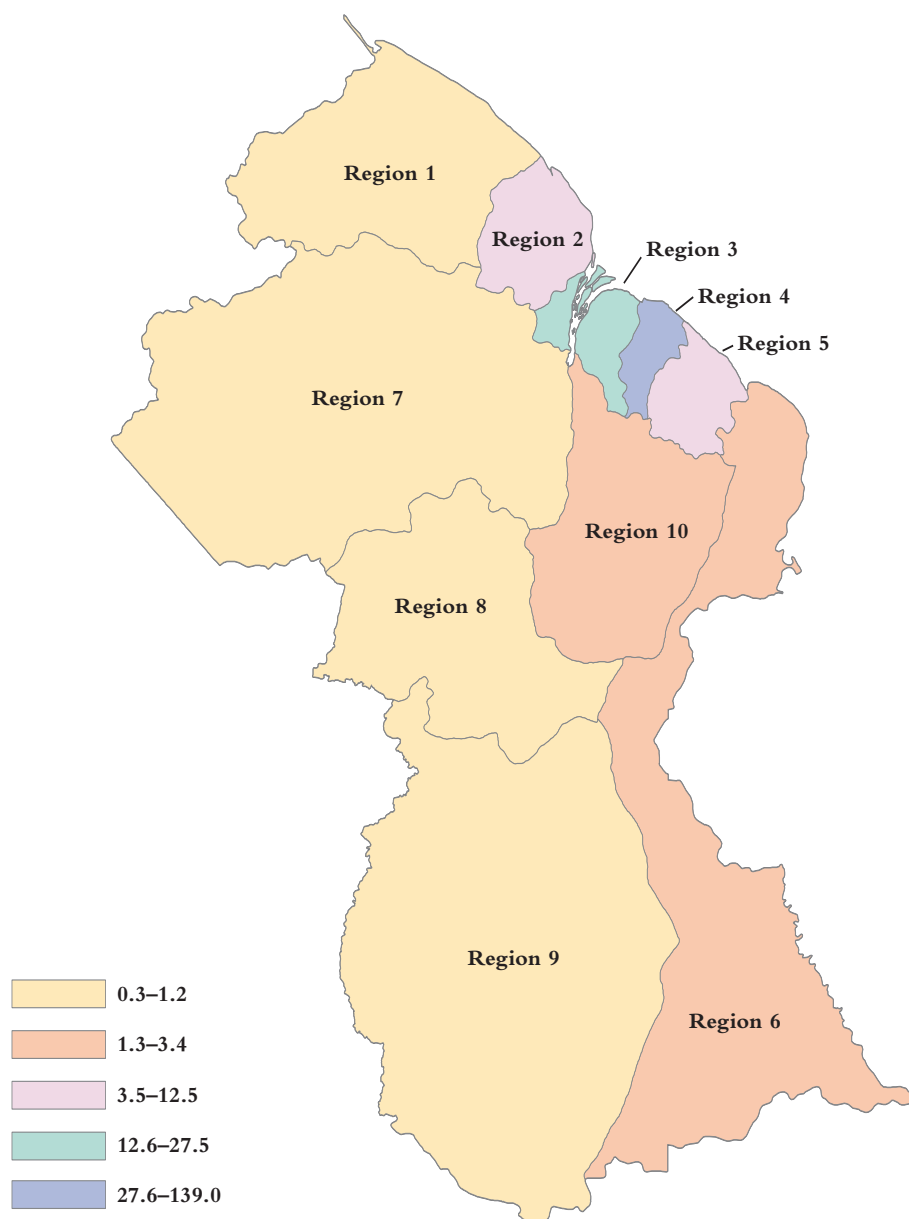 Region 1
Region 2
Region 3
Region 4
Region 5
Region 7
Region 10
Region 8
Region 9
Region 6
0.3–1.2
1.3–3.4
3.5–12.5
12.6–27.5
27.6–139.0